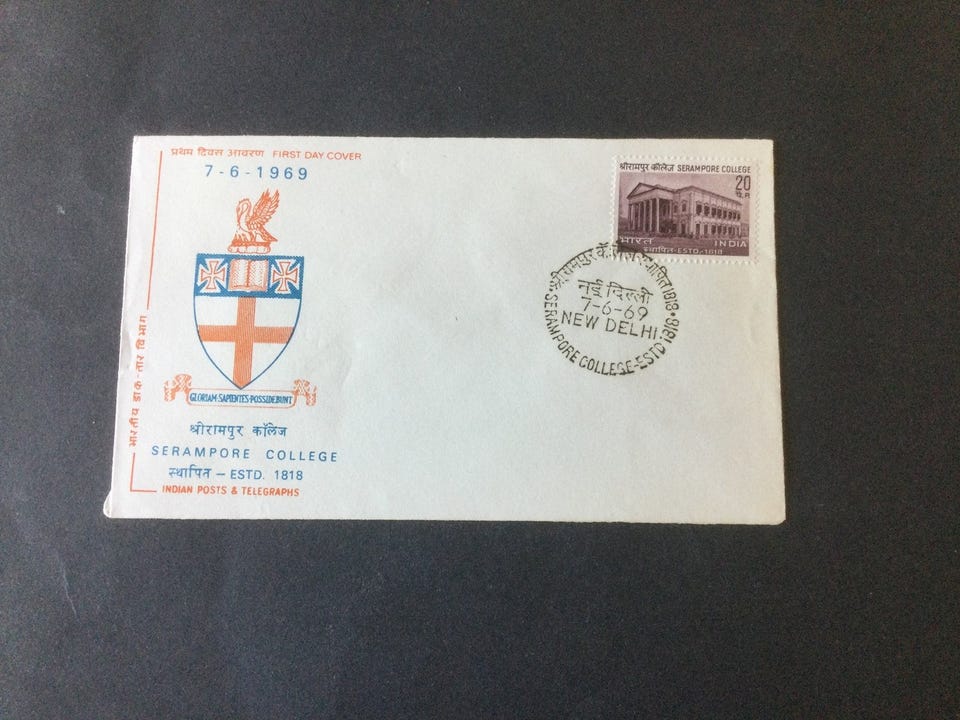 प्रथम दिवस आवरण FIRST DAY COVER
7-6-1969
GLORIAM·SAPIENTES·POSSIDEBUNT
श्रीरामपुर कॉलेज
SERAMPORE COLLEGE
स्थापित — ESTD. 1818
INDIAN POSTS & TELEGRAPHS
भारतीय डाक-तार विभाग
श्रीरामपुर कॉलेज SERAMPORE COLLEGE
20
भारत INDIA
स्थापित-ESTD.-1818
श्रीरामपुर कॉलेज स्थापित 1818
नई दिल्ली
7-6-69
NEW DELHI
SERAMPORE COLLEGE-ESTD 1818